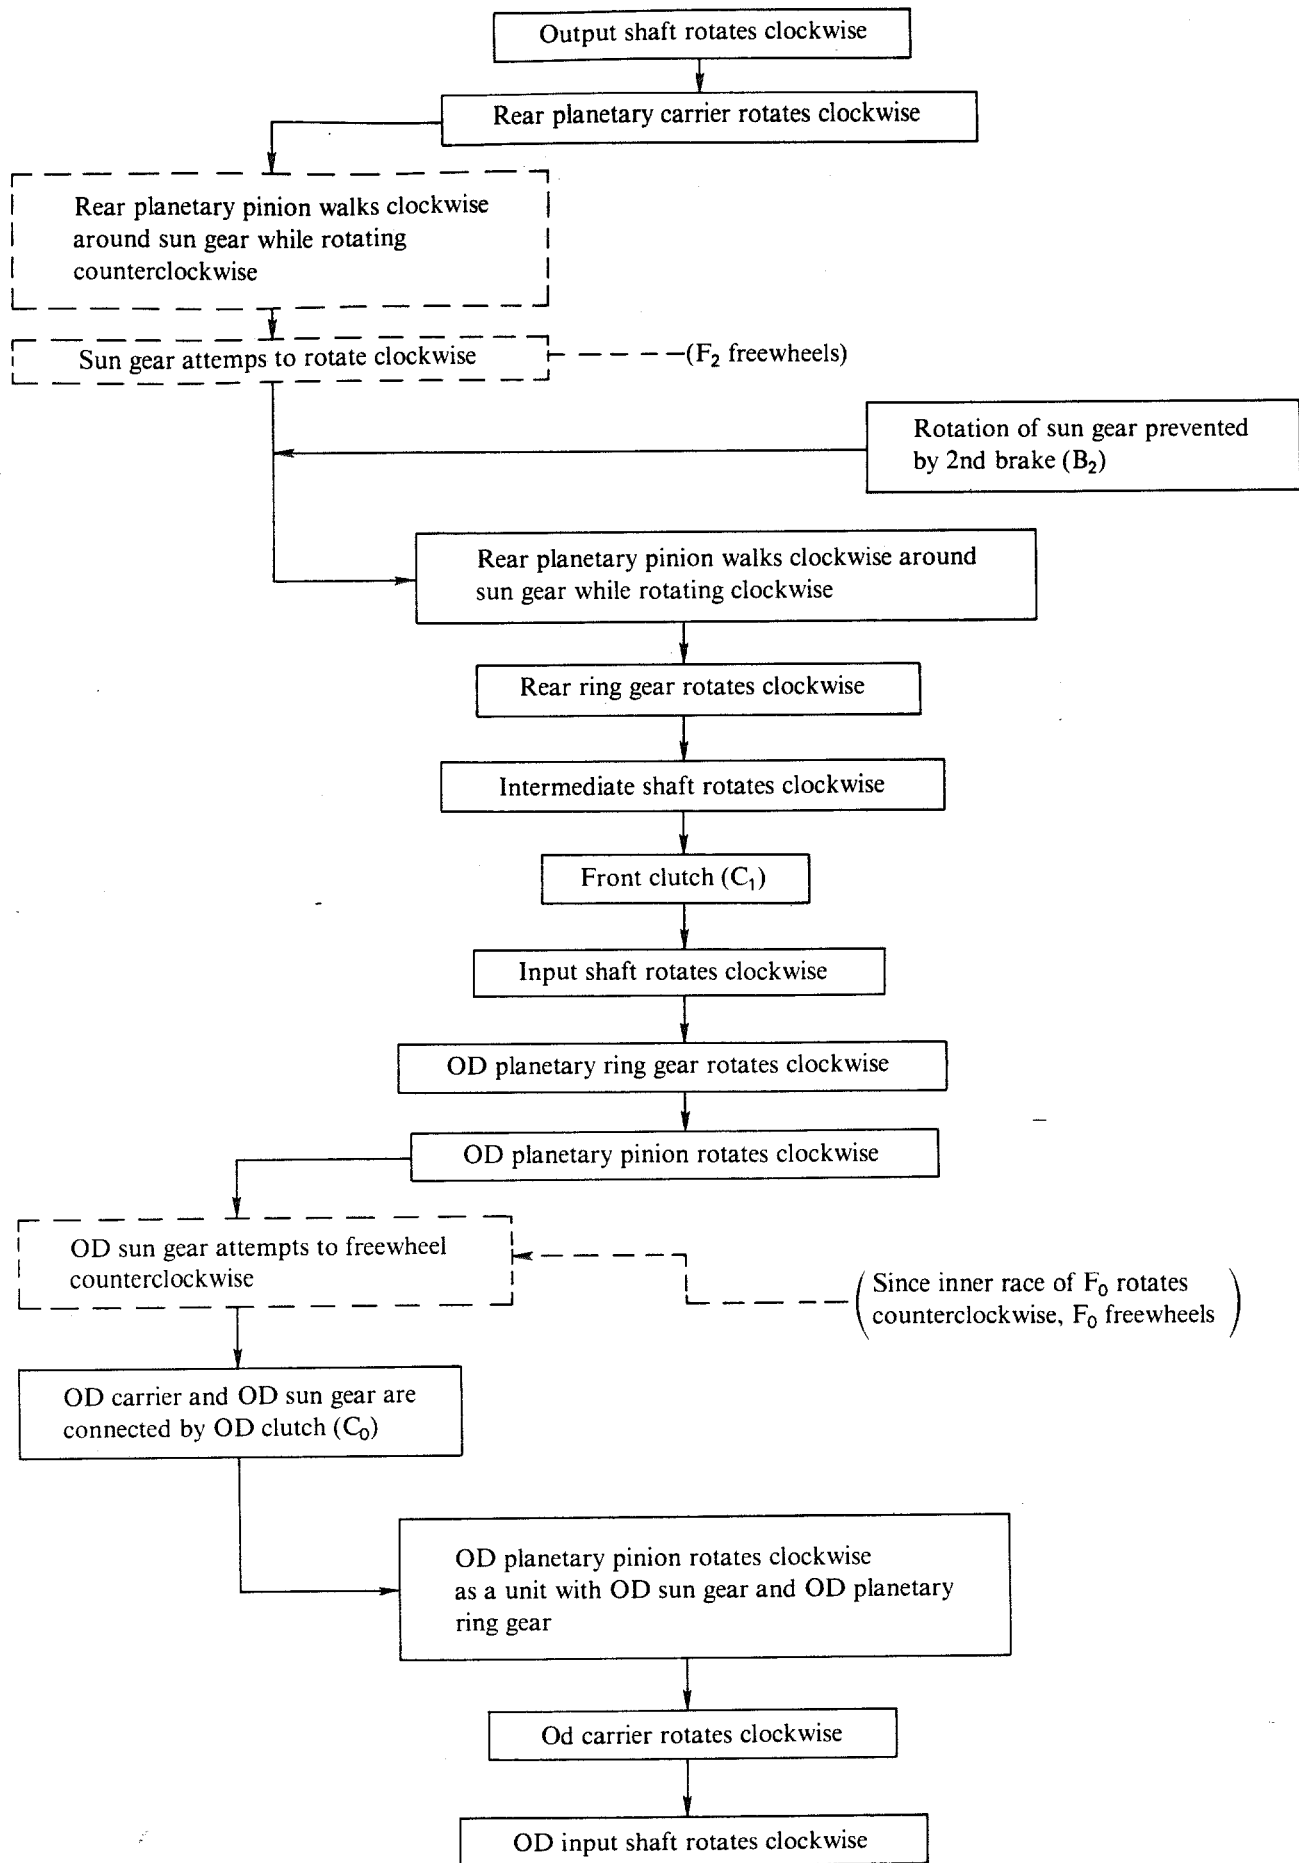 Output shaft rotates clockwise
Rear planetary carrier rotates clockwise
Rear planetary pinion walks clockwise
around sun gear while rotating
counterclockwise
Sun gear attemps to rotate clockwise
(F₂ freewheels)
Rotation of sun gear prevented
by 2nd brake (B₂)
Rear planetary pinion walks clockwise around
sun gear while rotating clockwise
Rear ring gear rotates clockwise
Intermediate shaft rotates clockwise
Front clutch (C₁)
Input shaft rotates clockwise
OD planetary ring gear rotates clockwise
OD planetary pinion rotates clockwise
OD sun gear attempts to freewheel
counterclockwise
(Since inner race of F₀ rotates
counterclockwise, F₀ freewheels)
OD carrier and OD sun gear are
connected by OD clutch (C₀)
OD planetary pinion rotates clockwise
as a unit with OD sun gear and OD planetary
ring gear
Od carrier rotates clockwise
OD input shaft rotates clockwise